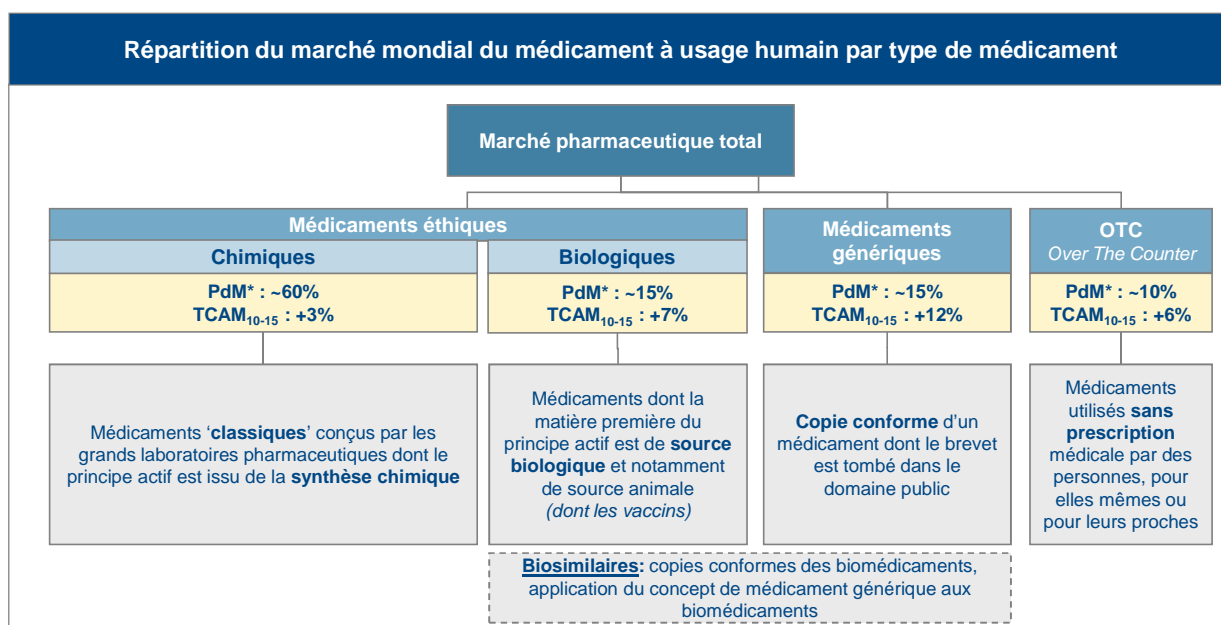 Répartition du marché mondial du médicament à usage humain par type de médicament
Marché pharmaceutique total
Médicaments éthiques
Chimiques
PdM* : ~60%
TCAM10-15 : +3%
Médicaments ‘classiques’ conçus par les
grands laboratoires pharmaceutiques dont le
principe actif est issu de la synthèse chimique
Biologiques
PdM* : ~15%
TCAM10-15 : +7%
Médicaments dont la
matière première du
principe actif est de source
biologique et notamment
de source animale
(dont les vaccins)
Médicaments
génériques
PdM* : ~15%
TCAM10-15 : +12%
Copie conforme d’un
médicament dont le brevet
est tombé dans le
domaine public
OTC
Over The Counter
PdM* : ~10%
TCAM10-15 : +6%
Médicaments
utilisés sans
prescription
médicale par des
personnes, pour
elles mêmes ou
pour leurs proches
Biosimilaires: copies conformes des biomédicaments,
application du concept de médicament générique aux
biomédicaments